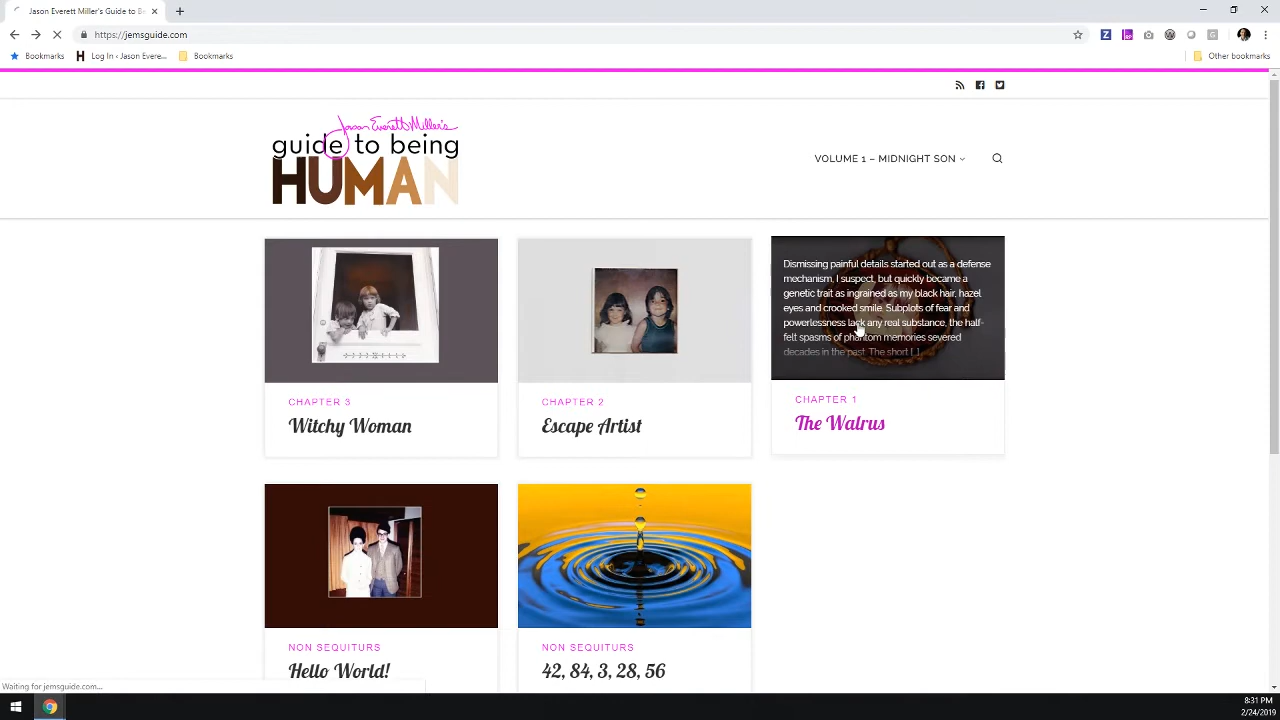 Jason Everett Miller's Guide to Be
https://jemsguide.com
Bookmarks
Log In ‹ Jason Evere...
Bookmarks
Other bookmarks
Jason Everett Miller's
guide to being
HUMAN
VOLUME 1 – MIDNIGHT SON
Dismissing painful details started out as a defense
mechanism, I suspect, but quickly became a
genetic trait as ingrained as my black hair, hazel
eyes and crooked smile. Subplots of fear and
powerlessness lack any real substance, the half-
felt spasms of phantom memories severed
decades in the past. The short [...]
CHAPTER 3
Witchy Woman
CHAPTER 2
Escape Artist
CHAPTER 1
The Walrus
NON SEQUITURS
Hello World!
NON SEQUITURS
42, 84, 3, 28, 56
Waiting for jemsguide.com...
8:31 PM
2/24/2019